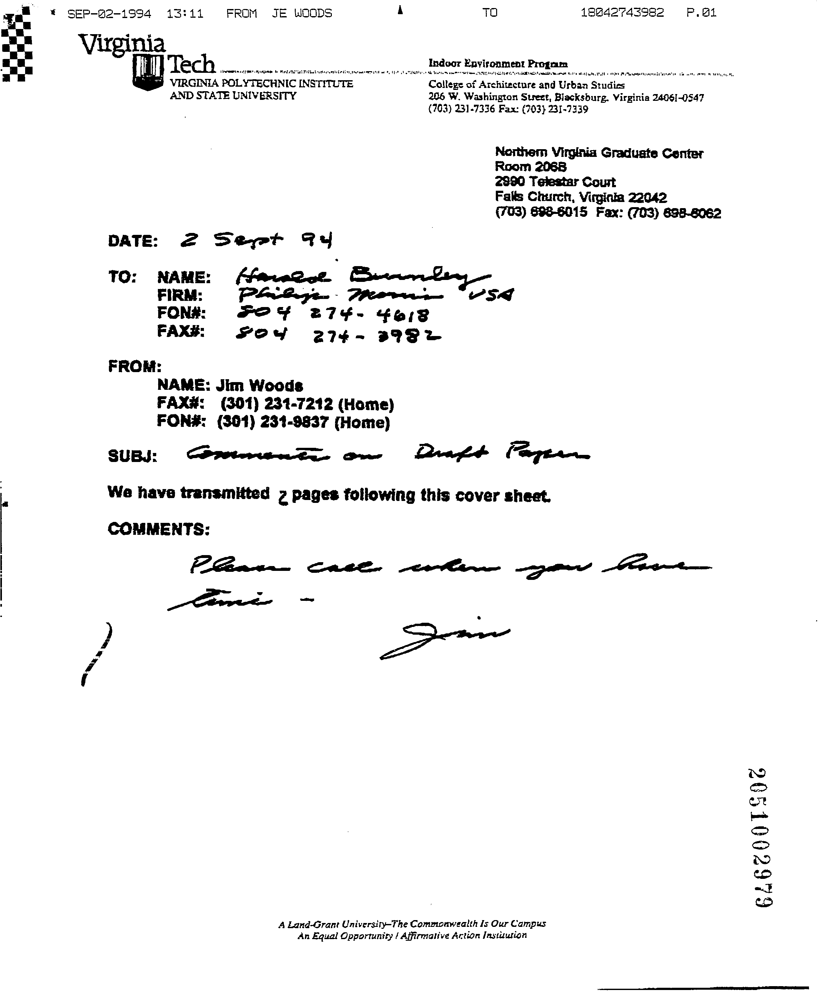 SEP-02-1994 13:11 FROM JE WOODS TO 18042743982 P.01
Virginia
Tech
VIRGINIA POLYTECHNIC INSTITUTE
AND STATE UNIVERSITY
Indoor Environment Program
College of Architecture and Urban Studies
206 W. Washington Street, Blacksburg, Virginia 24061-0547
(703) 231-7336 Fax: (703) 231-7339
Northern Virginia Graduate Center
Room 206B
2990 Telestar Court
Falls Church, Virginia 22042
(703) 698-6015 Fax: (703) 698-6062
DATE: 2 Sept 94
TO: NAME: Harold Burnley
FIRM: Philip Morris USA
FON#: 804 274-4618
FAX#: 804 274-3982
FROM:
NAME: Jim Woods
FAX#: (301) 231-7212 (Home)
FON#: (301) 231-9837 (Home)
SUBJ: Comments on Draft Paper
We have transmitted 2 pages following this cover sheet.
COMMENTS:
Please call when you have
time -
Jim
2051002979
A Land-Grant University–The Commonwealth Is Our Campus
An Equal Opportunity / Affirmative Action Institution